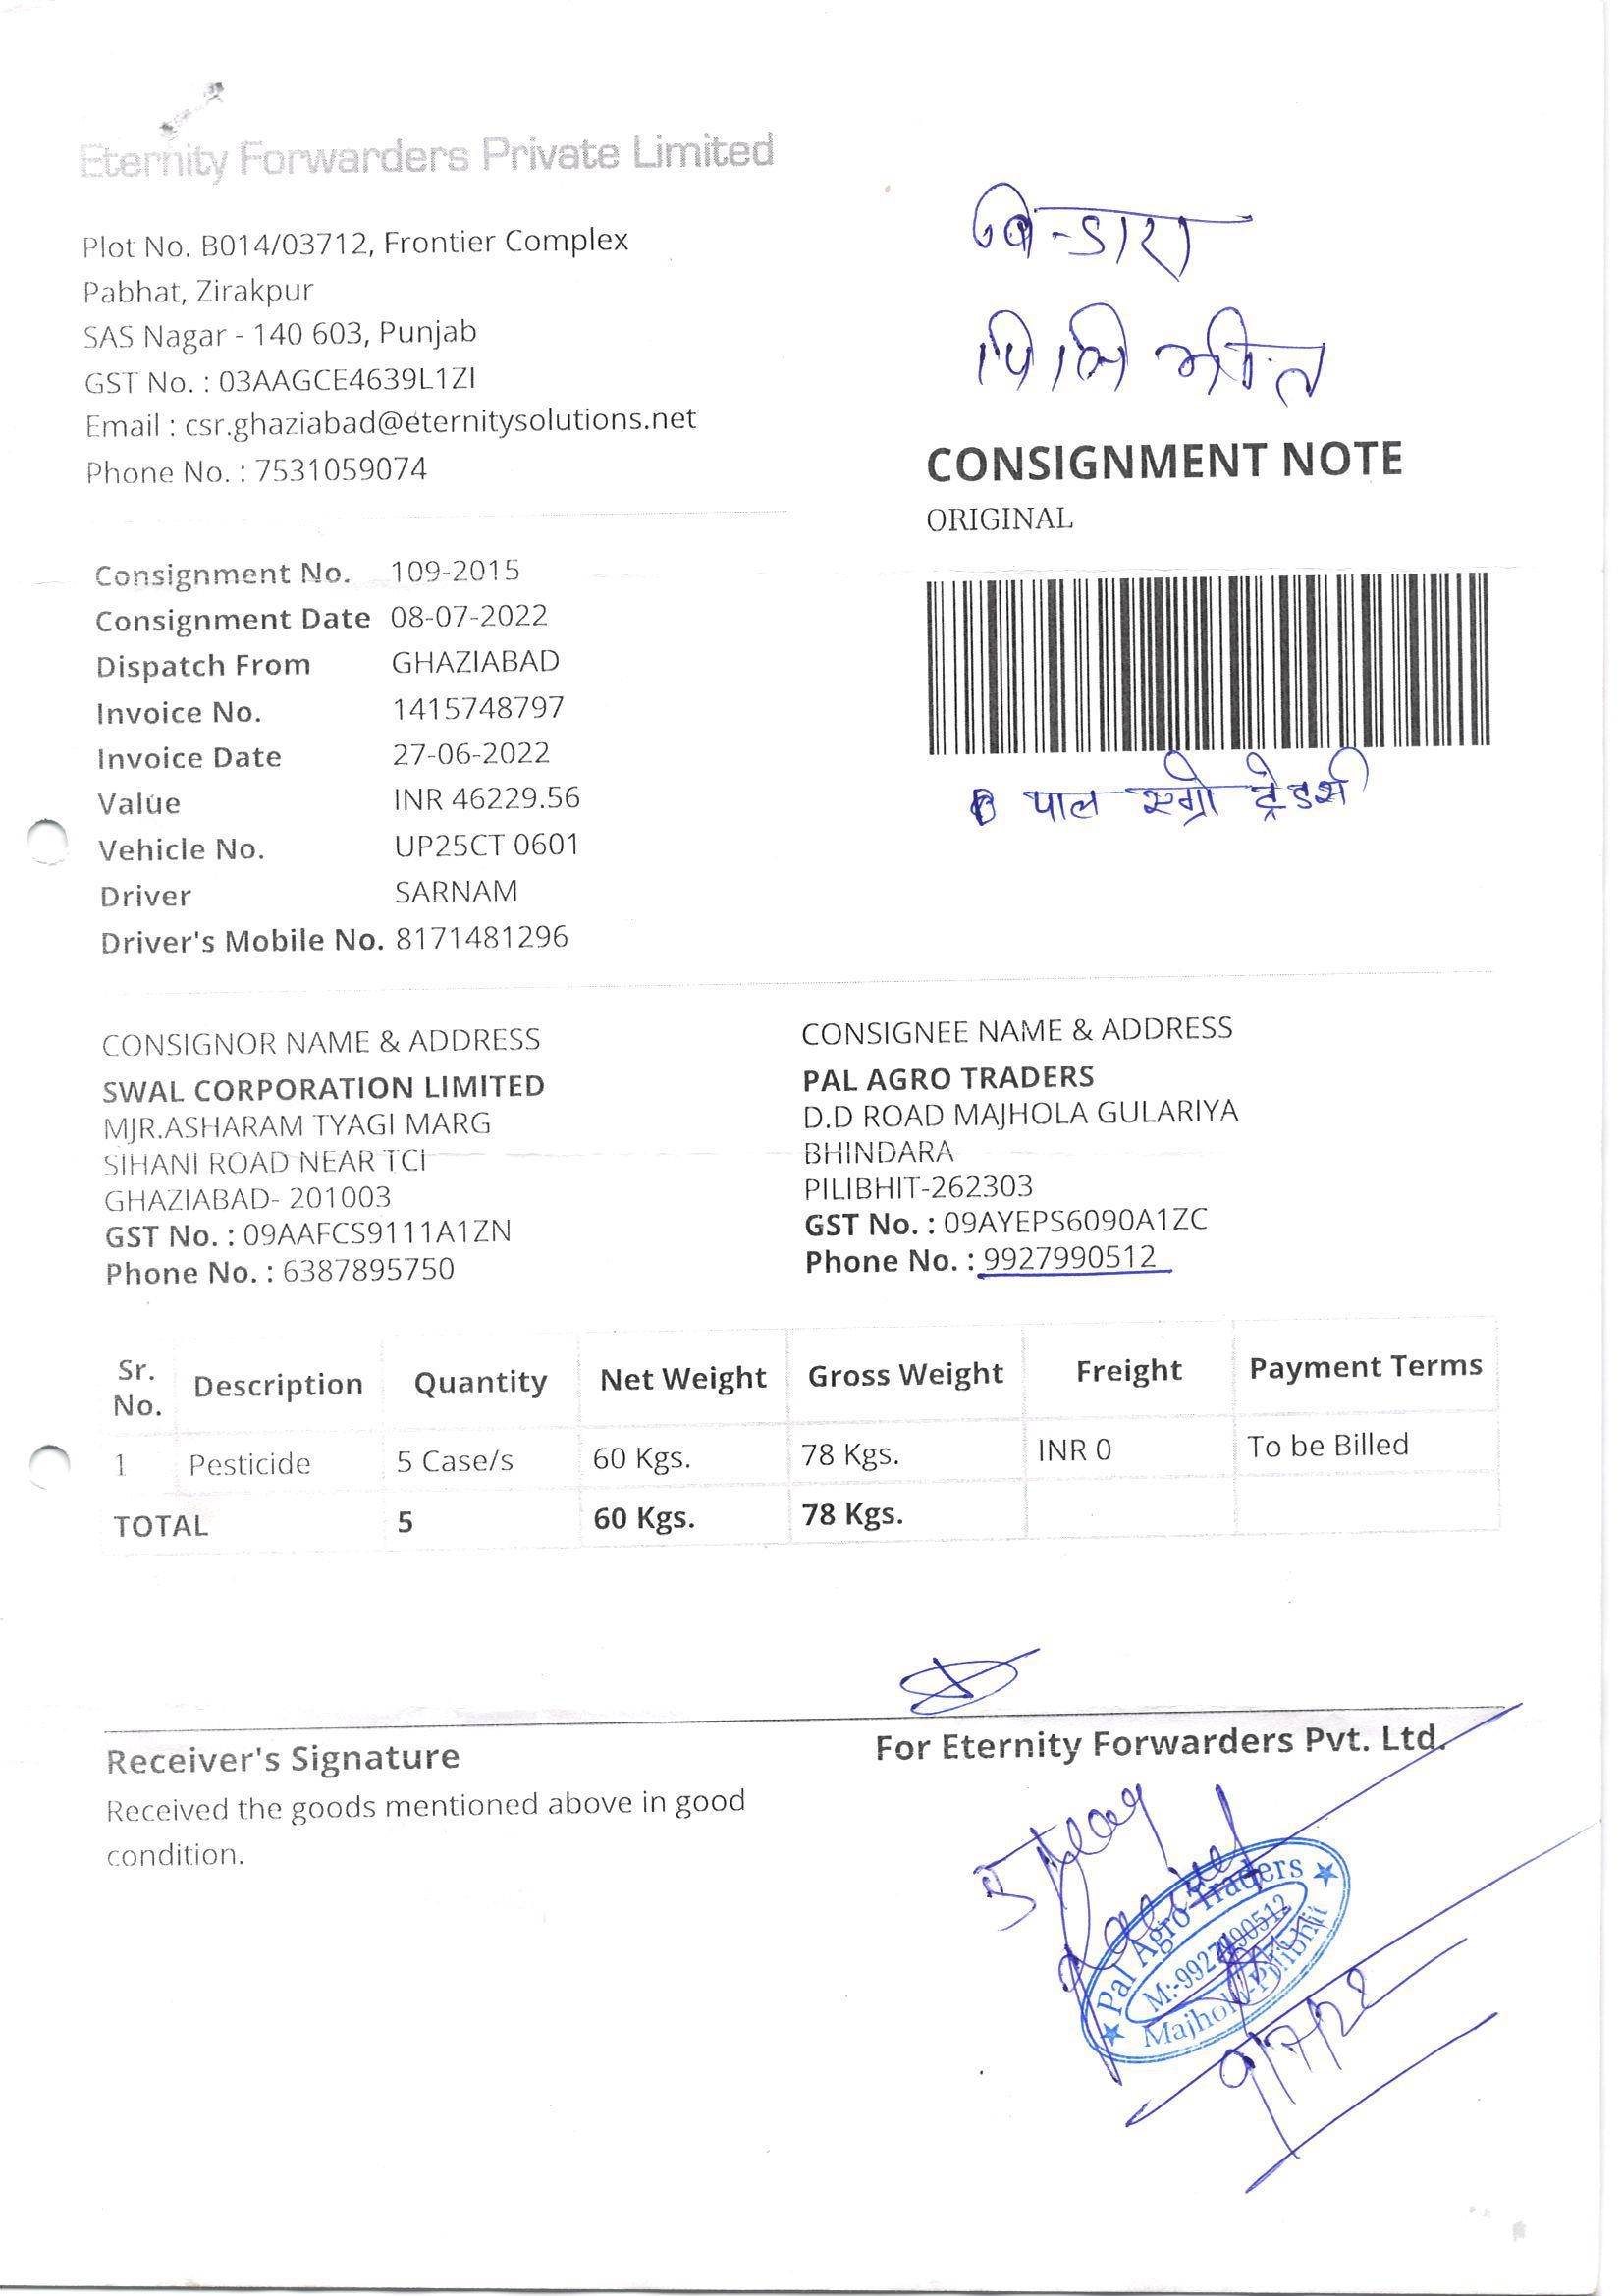 Eternity Forwarders Private Limited
Plot No. B014/03712, Frontier Complex
Pabhat, Zirakpur
SAS Nagar - 140 603, Punjab
GST No. : 03AAGCE4639L1ZI
Email : csr.ghaziabad@eternitysolutions.net
Phone No. : 7531059074
CONSIGNMENT NOTE
ORIGINAL
Consignment No. 109-2015
Consignment Date 08-07-2022
Dispatch From GHAZIABAD
Invoice No. 1415748797
Invoice Date 27-06-2022
Value INR 46229.56
Vehicle No. UP25CT 0601
Driver SARNAM
Driver's Mobile No. 8171481296
पाल एग्रो ट्रेडर्स
CONSIGNOR NAME & ADDRESS
SWAL CORPORATION LIMITED
MJR.ASHARAM TYAGI MARG
SIHANI ROAD NEAR TCI
GHAZIABAD- 201003
GST No. : 09AAFCS9111A1ZN
Phone No. : 6387895750
CONSIGNEE NAME & ADDRESS
PAL AGRO TRADERS
D.D ROAD MAJHOLA GULARIYA
BHINDARA
PILIBHIT-262303
GST No. : 09AYEPS6090A1ZC
Phone No. : 9927990512
Sr. No. Description Quantity Net Weight Gross Weight Freight Payment Terms
1 Pesticide 5 Case/s 60 Kgs. 78 Kgs. INR 0 To be Billed
TOTAL 5 60 Kgs. 78 Kgs.
Receiver's Signature
Received the goods mentioned above in good
condition.
For Eternity Forwarders Pvt. Ltd.
Pal Agro Traders
M:-9927990512
Majhola-Pilibhit